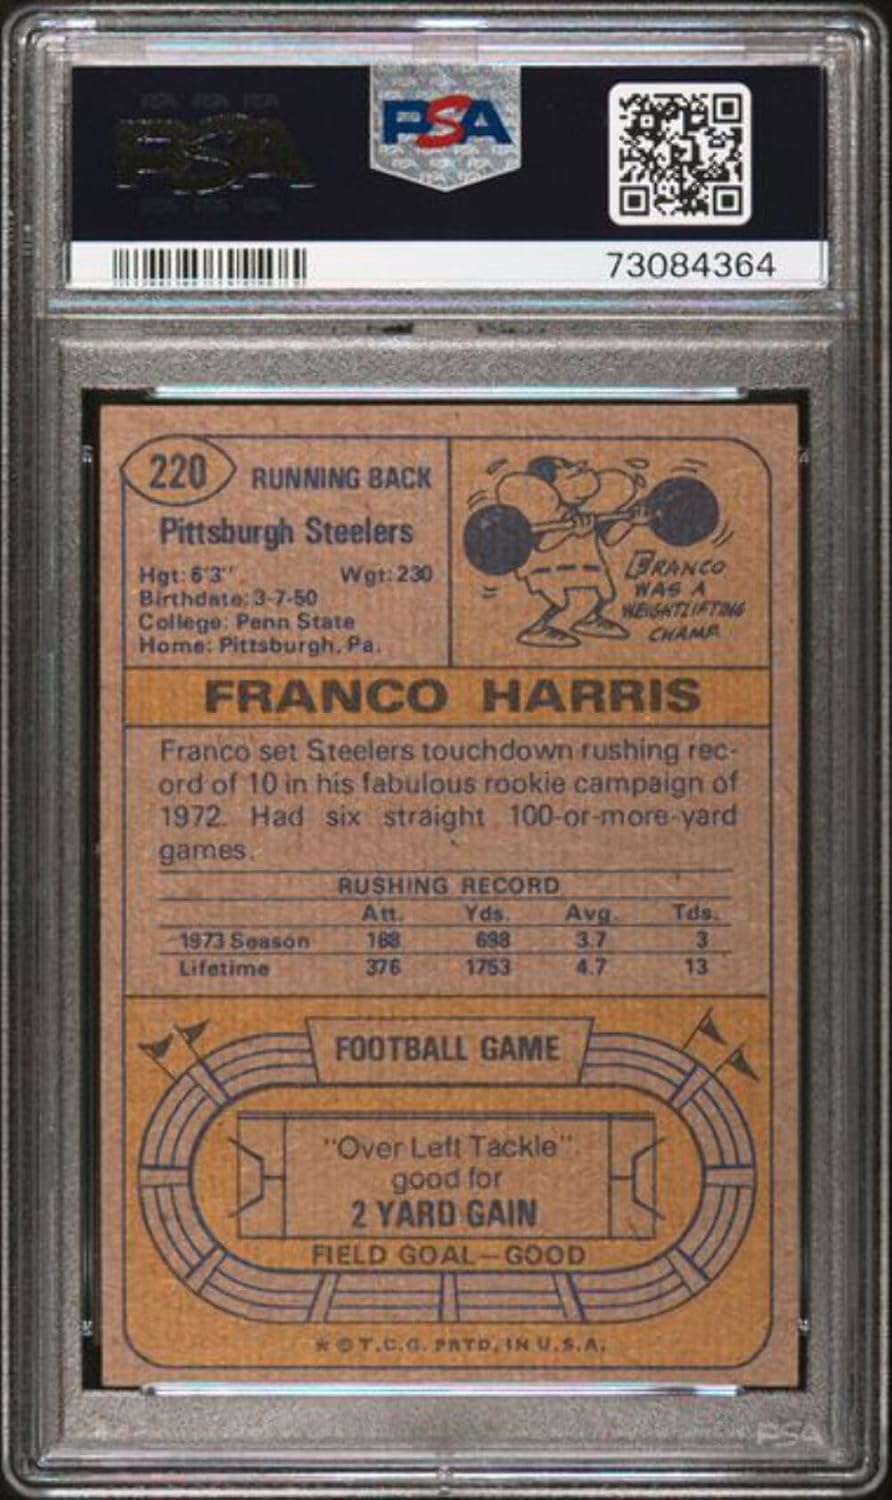 PSA
PSA
73084364
220 RUNNING BACK
Pittsburgh Steelers
Hgt: 6'3". Wgt: 230
Birthdate: 3-7-50
College: Penn State
Home: Pittsburgh, Pa.
FRANCO
WAS A
WEIGHTLIFTING
CHAMP.
FRANCO HARRIS
Franco set Steelers touchdown rushing rec-
ord of 10 in his fabulous rookie campaign of
1972. Had six straight 100-or-more-yard
games.
RUSHING RECORD
Att. Yds. Avg. Tds.
1973 Season 188 698 3.7 3
Lifetime 376 1753 4.7 13
FOOTBALL GAME
"Over Left Tackle"
good for
2 YARD GAIN
FIELD GOAL—GOOD
* © T.C.G. PRTD. IN U.S.A.
PSA